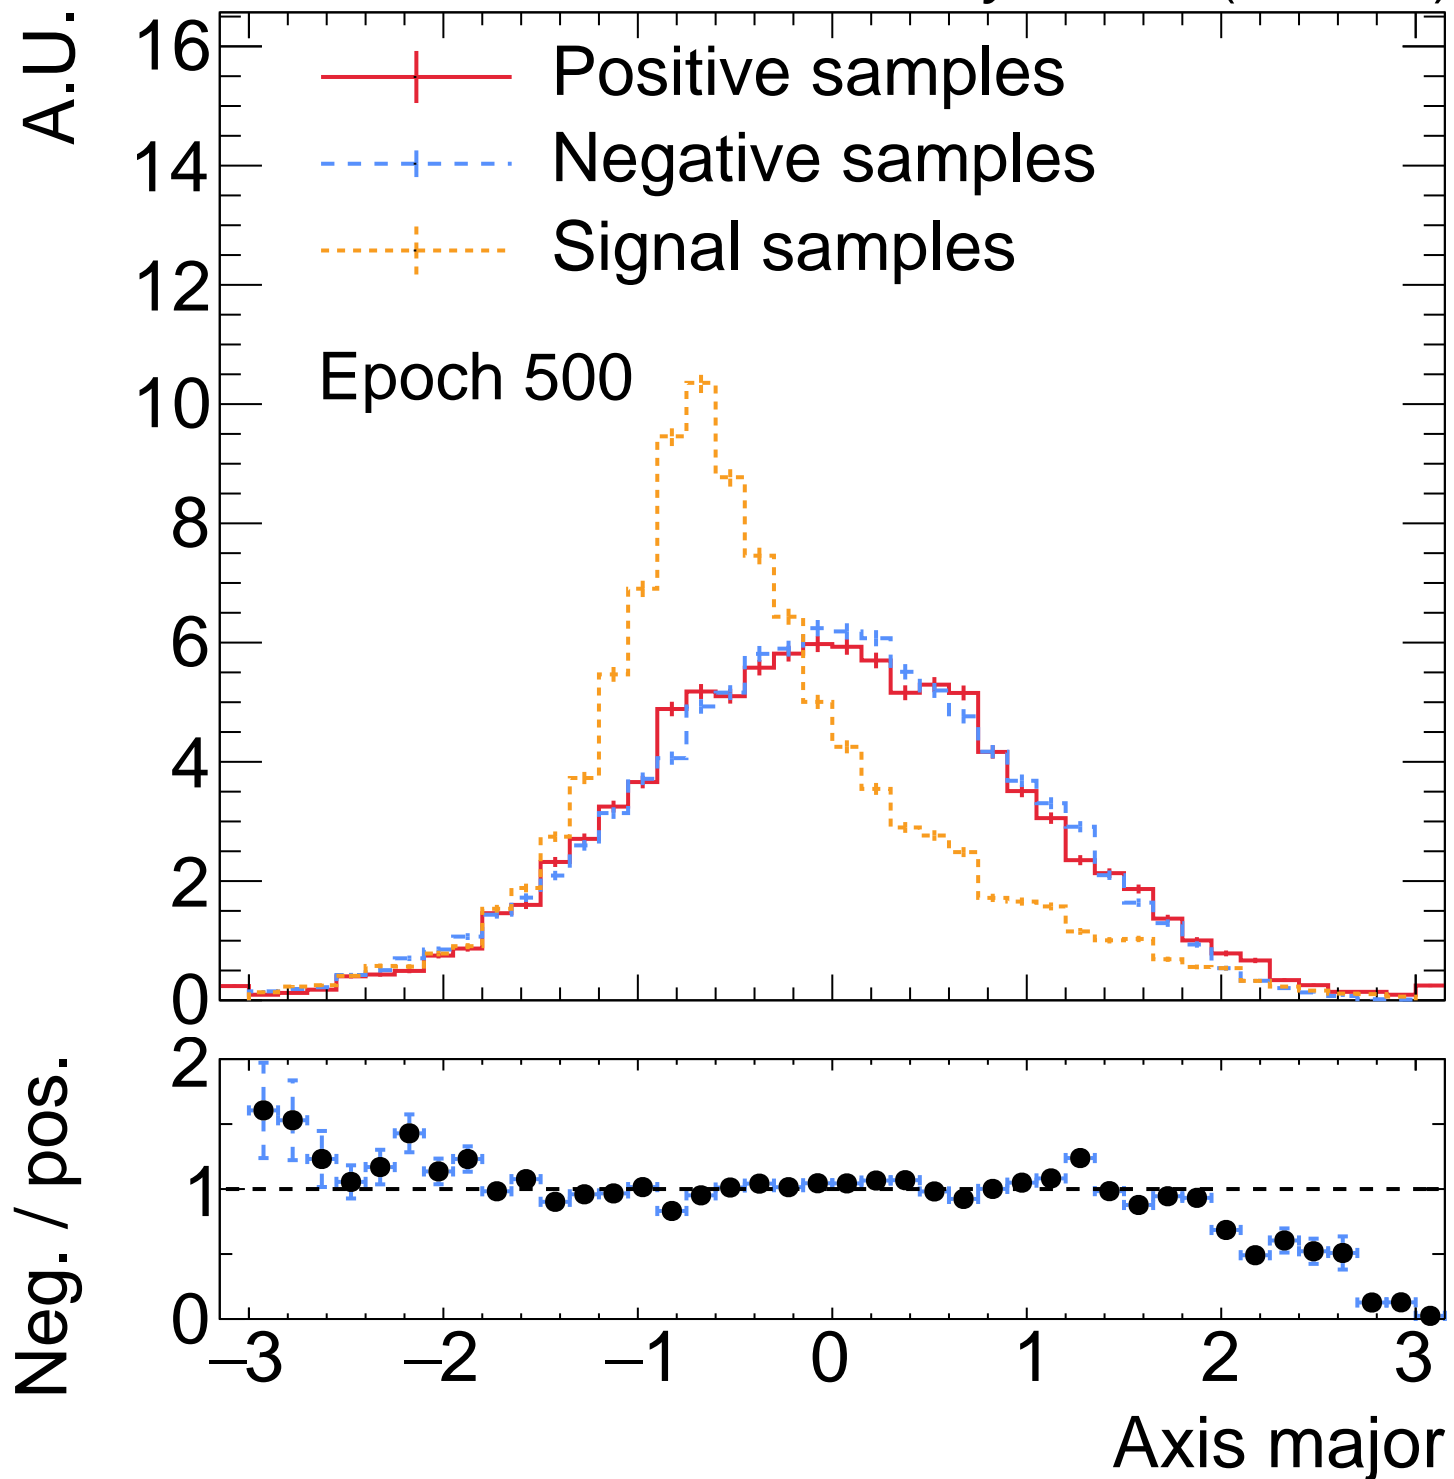 A.U.
16
14
12
10
8
6
4
2
0
Positive samples
Negative samples
Signal samples
Epoch 500
Neg. / pos.
2
1
0
–3
–2
–1
0
1
2
3
Axis major